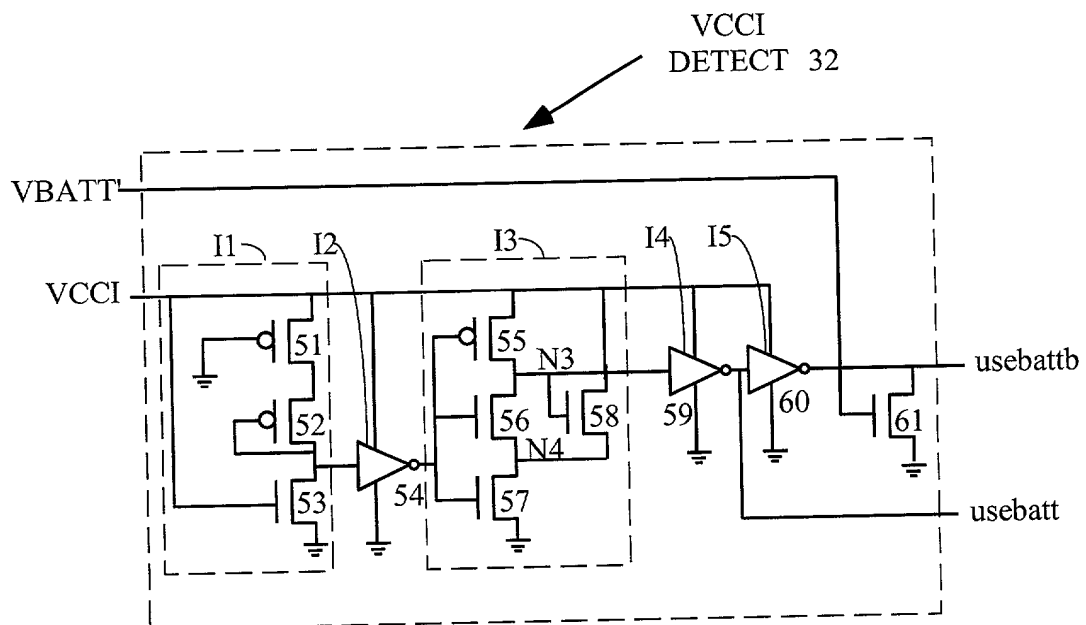 VCCI
DETECT 32
VBATT'
I1
I2
I3
I4
I5
VCCI
51
55
N3
usebattb
52
56
58
59
60
61
N4
53
54
57
usebatt